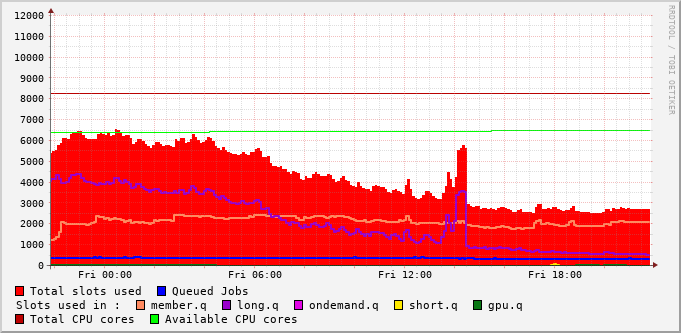 12000
11000
10000
9000
8000
7000
6000
5000
4000
3000
2000
1000
0
Fri 00:00 Fri 06:00 Fri 12:00 Fri 18:00
RRDTOOL / TOBI OETIKER
Total slots used Queued Jobs
Slots used in : member.q long.q ondemand.q short.q gpu.q
Total CPU cores Available CPU cores